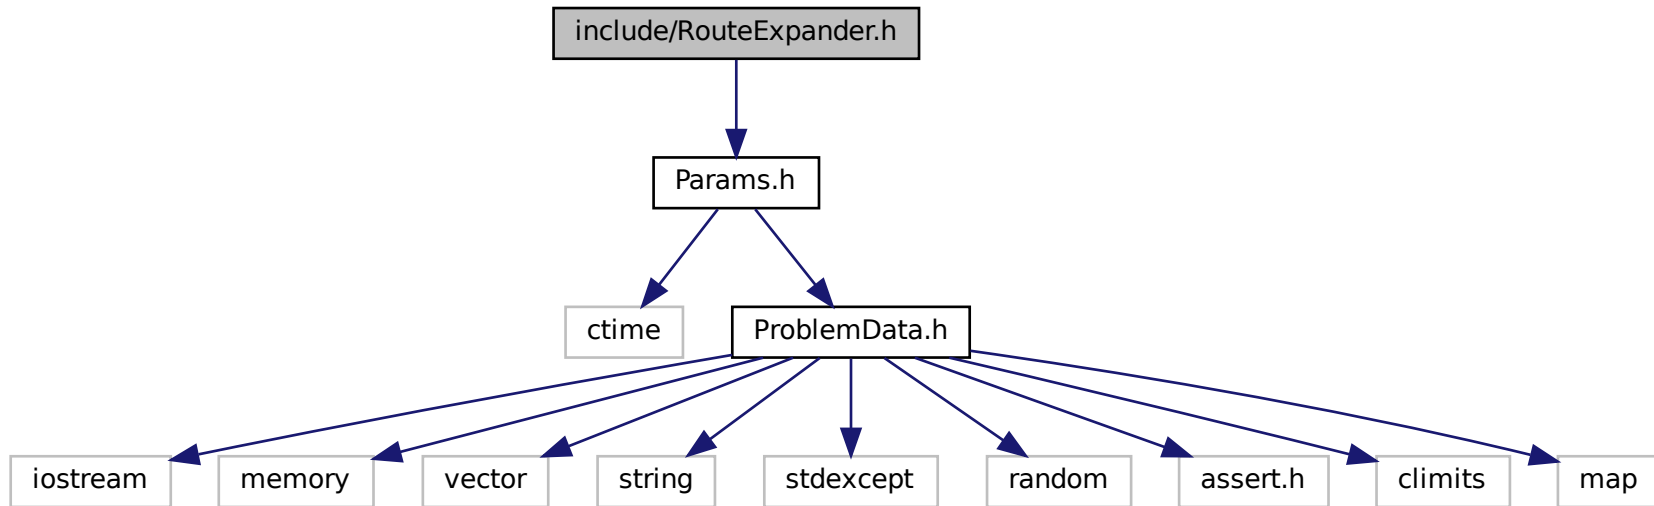 include/RouteExpander.h
Params.h
ctime
ProblemData.h
iostream
memory
vector
string
stdexcept
random
assert.h
climits
map